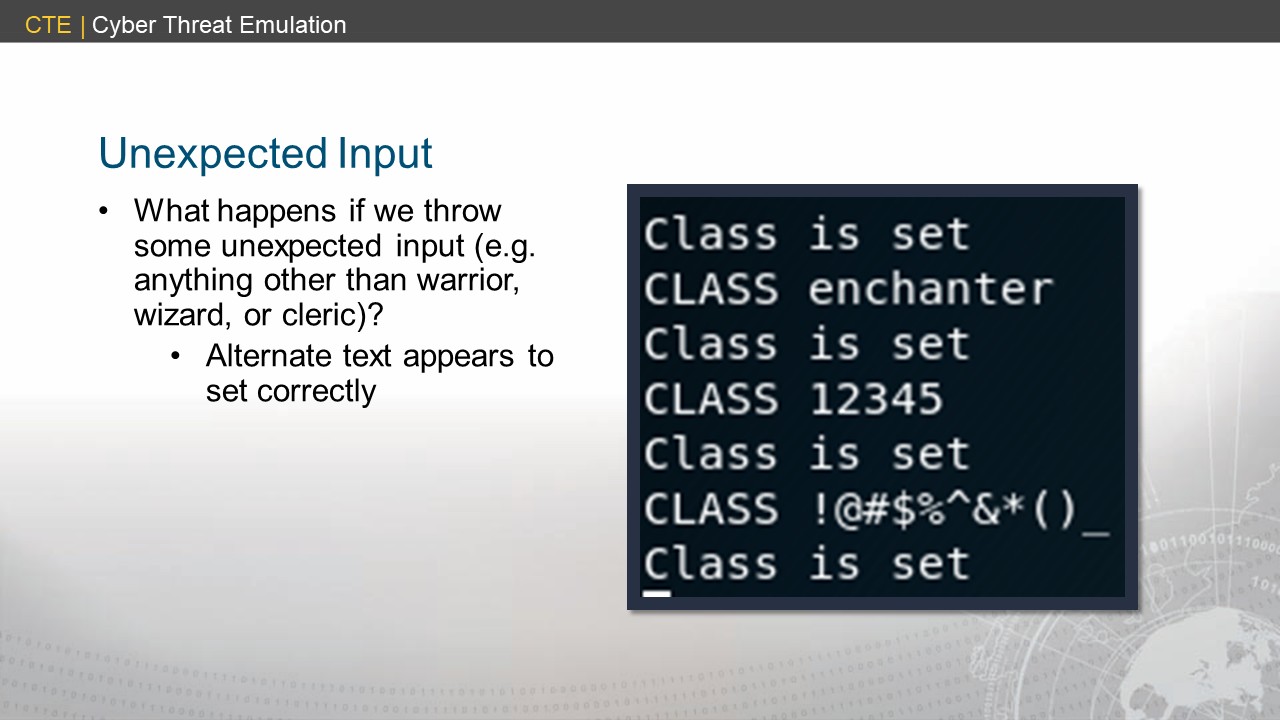 CTE | Cyber Threat Emulation
Unexpected Input
• What happens if we throw
some unexpected input (e.g.
anything other than warrior,
wizard, or cleric)?
• Alternate text appears to
set correctly
Class is set
CLASS enchanter
Class is set
CLASS 12345
Class is set
CLASS !@#$%^&*()_
Class is set